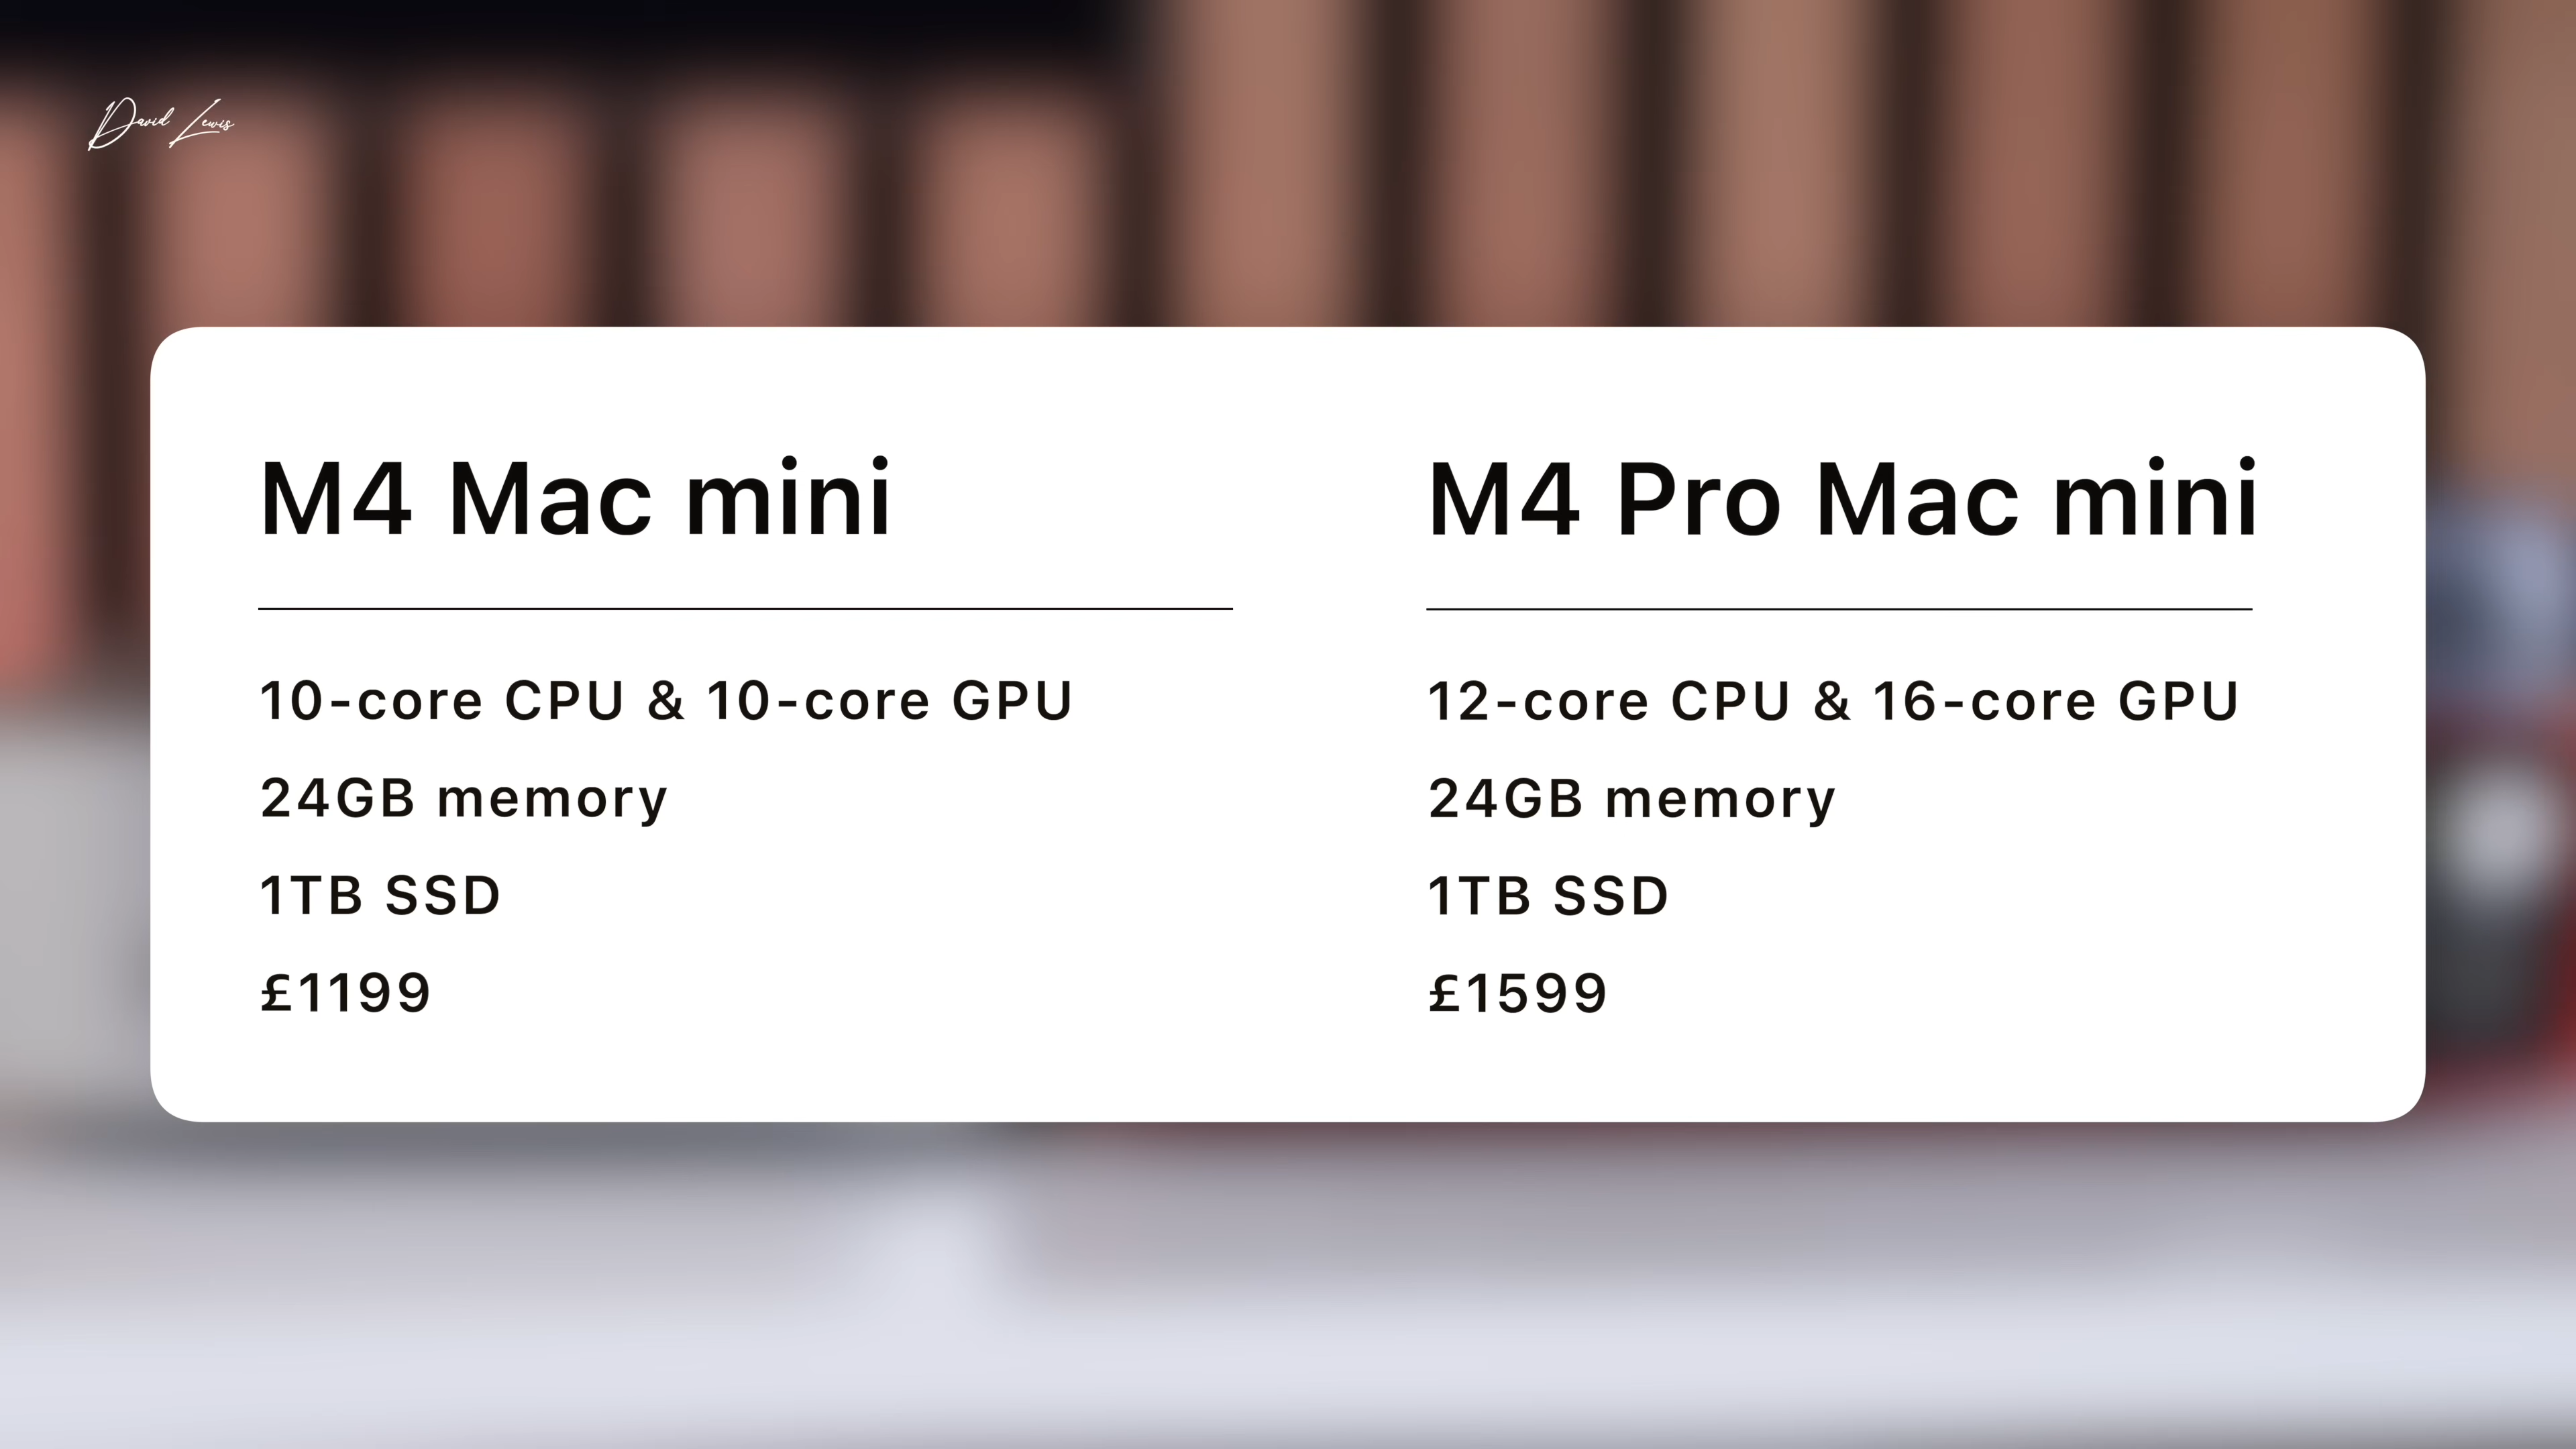 David Lewis
M4 Mac mini
10-core CPU & 10-core GPU
24GB memory
1TB SSD
£1199
M4 Pro Mac mini
12-core CPU & 16-core GPU
24GB memory
1TB SSD
£1599